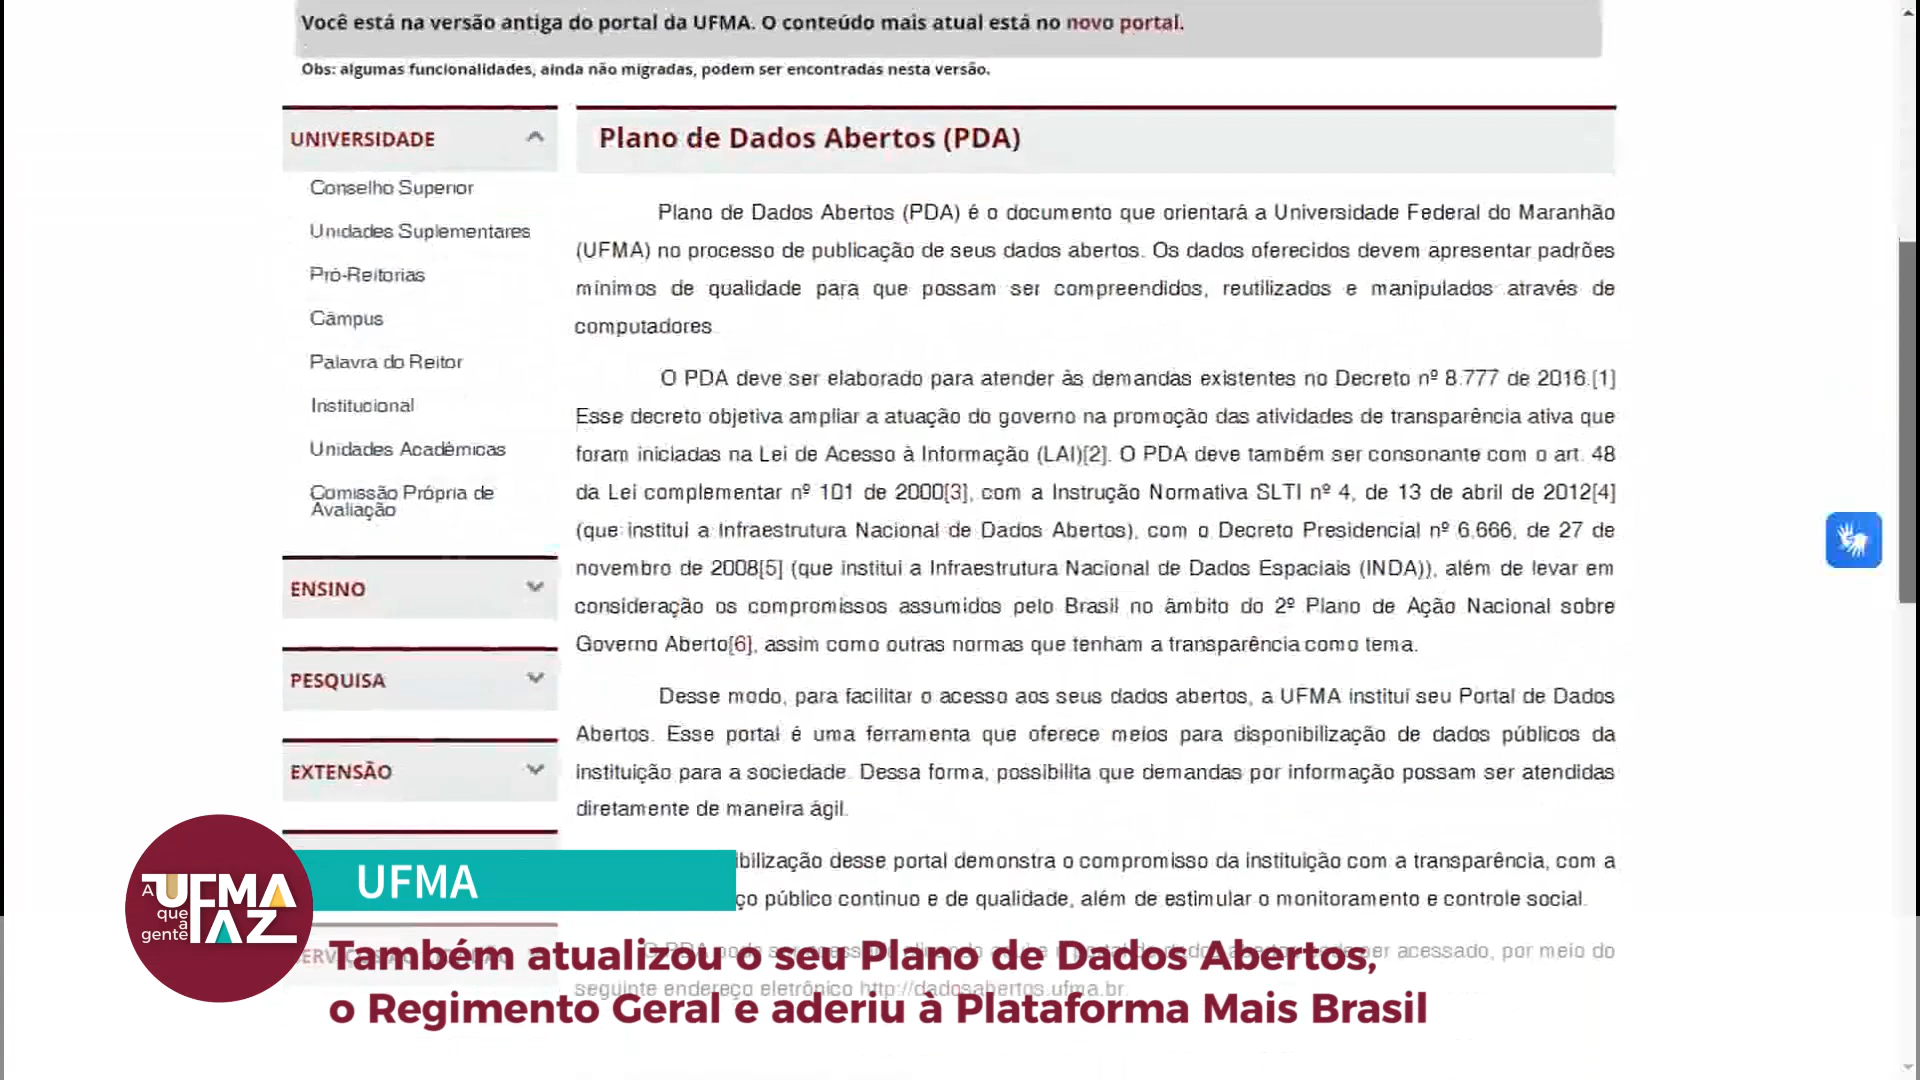 Você está na versão antiga do portal da UFMA. O conteúdo mais atual está no novo portal.
Obs: algumas funcionalidades, ainda não migradas, podem ser encontradas nesta versão.
UNIVERSIDADE
Conselho Superior
Unidades Suplementares
Pró-Reitorias
Câmpus
Palavra do Reitor
Institucional
Unidades Acadêmicas
Comissão Própria de
Avaliação
ENSINO
PESQUISA
EXTENSÃO
Plano de Dados Abertos (PDA)
Plano de Dados Abertos (PDA) é o documento que orientará a Universidade Federal do Maranhão
(UFMA) no processo de publicação de seus dados abertos. Os dados oferecidos devem apresentar padrões
mínimos de qualidade para que possam ser compreendidos, reutilizados e manipulados através de
computadores.
O PDA deve ser elaborado para atender às demandas existentes no Decreto nº 8.777 de 2016.[1]
Esse decreto objetiva ampliar a atuação do governo na promoção das atividades de transparência ativa que
foram iniciadas na Lei de Acesso à Informação (LAI)[2]. O PDA deve também ser consonante com o art. 48
da Lei complementar nº 101 de 2000[3], com a Instrução Normativa SLTI nº 4, de 13 de abril de 2012[4]
(que institui a Infraestrutura Nacional de Dados Abertos), com o Decreto Presidencial nº 6.666, de 27 de
novembro de 2008[5] (que institui a Infraestrutura Nacional de Dados Espaciais (INDA)), além de levar em
consideração os compromissos assumidos pelo Brasil no âmbito do 2º Plano de Ação Nacional sobre
Governo Aberto[6], assim como outras normas que tenham a transparência como tema.
Desse modo, para facilitar o acesso aos seus dados abertos, a UFMA institui seu Portal de Dados
Abertos. Esse portal é uma ferramenta que oferece meios para disponibilização de dados públicos da
instituição para a sociedade. Dessa forma, possibilita que demandas por informação possam ser atendidas
diretamente de maneira ágil.
ibilização desse portal demonstra o compromisso da instituição com a transparência, com a
ço público contínuo e de qualidade, além de estimular o monitoramento e controle social.
ser acessado, por meio do
seguinte endereço eletrônico http://dadosabertos.ufma.br
A UFMA
que a
gente FAZ
UFMA
Também atualizou o seu Plano de Dados Abertos,
o Regimento Geral e aderiu à Plataforma Mais Brasil